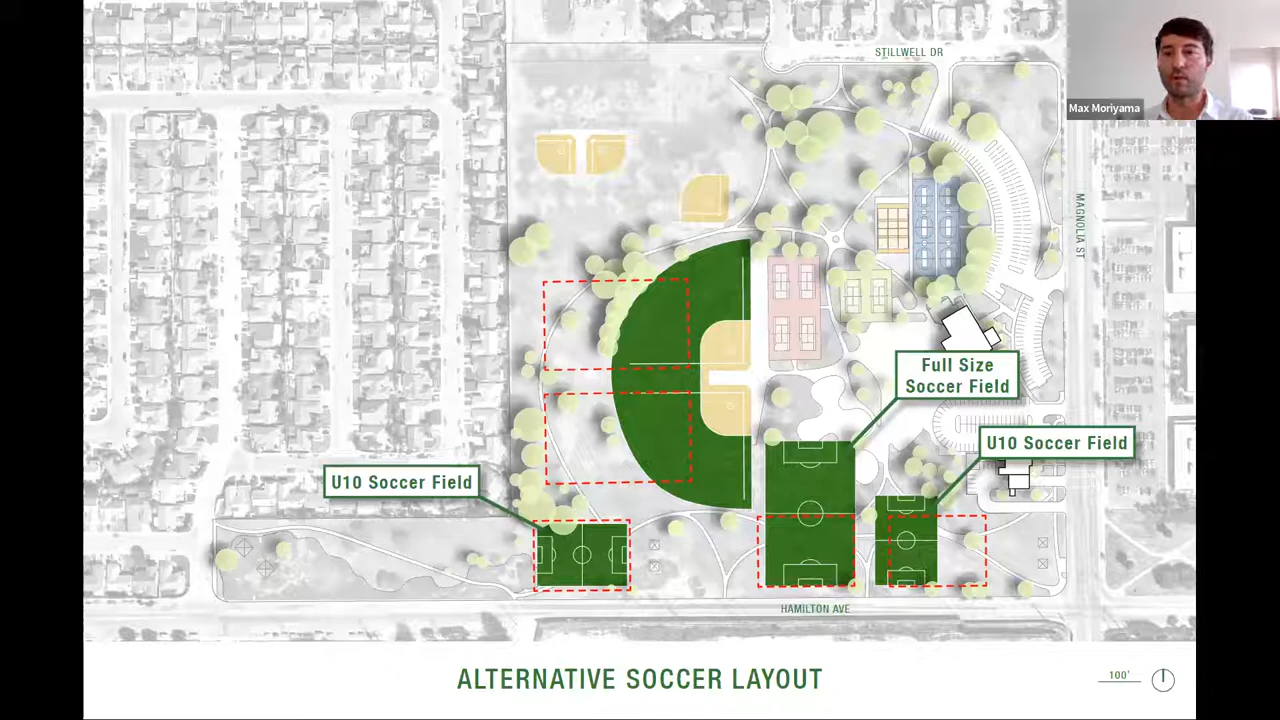 STILLWELL DR
Max Moriyama
MAGNOLIA ST
Full Size
Soccer Field
U10 Soccer Field
U10 Soccer Field
HAMILTON AVE
ALTERNATIVE SOCCER LAYOUT
100'